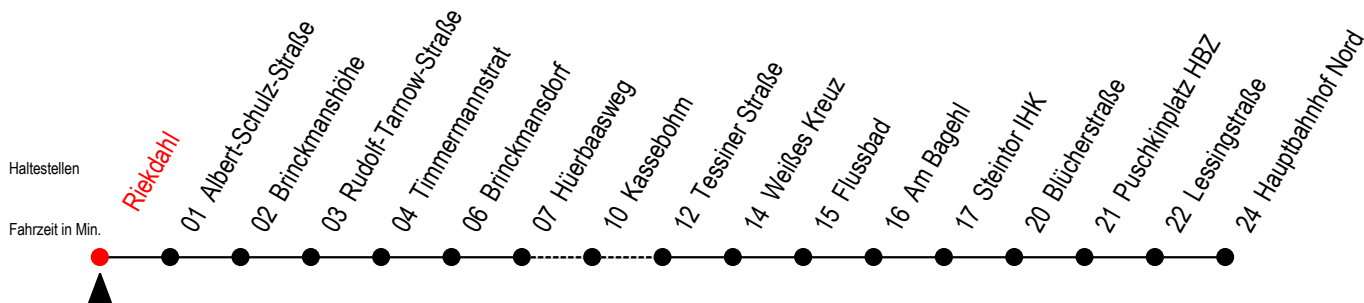 Haltestellen
Fahrzeit in Min.
Riekdahl
01 Albert-Schulz-Straße
02 Brinckmanshöhe
03 Rudolf-Tarnow-Straße
04 Timmermannstrat
06 Brinckmansdorf
07 Hüerbaasweg
10 Kassebohm
12 Tessiner Straße
14 Weißes Kreuz
15 Flussbad
16 Am Bagehl
17 Steintor IHK
20 Blücherstraße
21 Puschkinplatz HBZ
22 Lessingstraße
24 Hauptbahnhof Nord